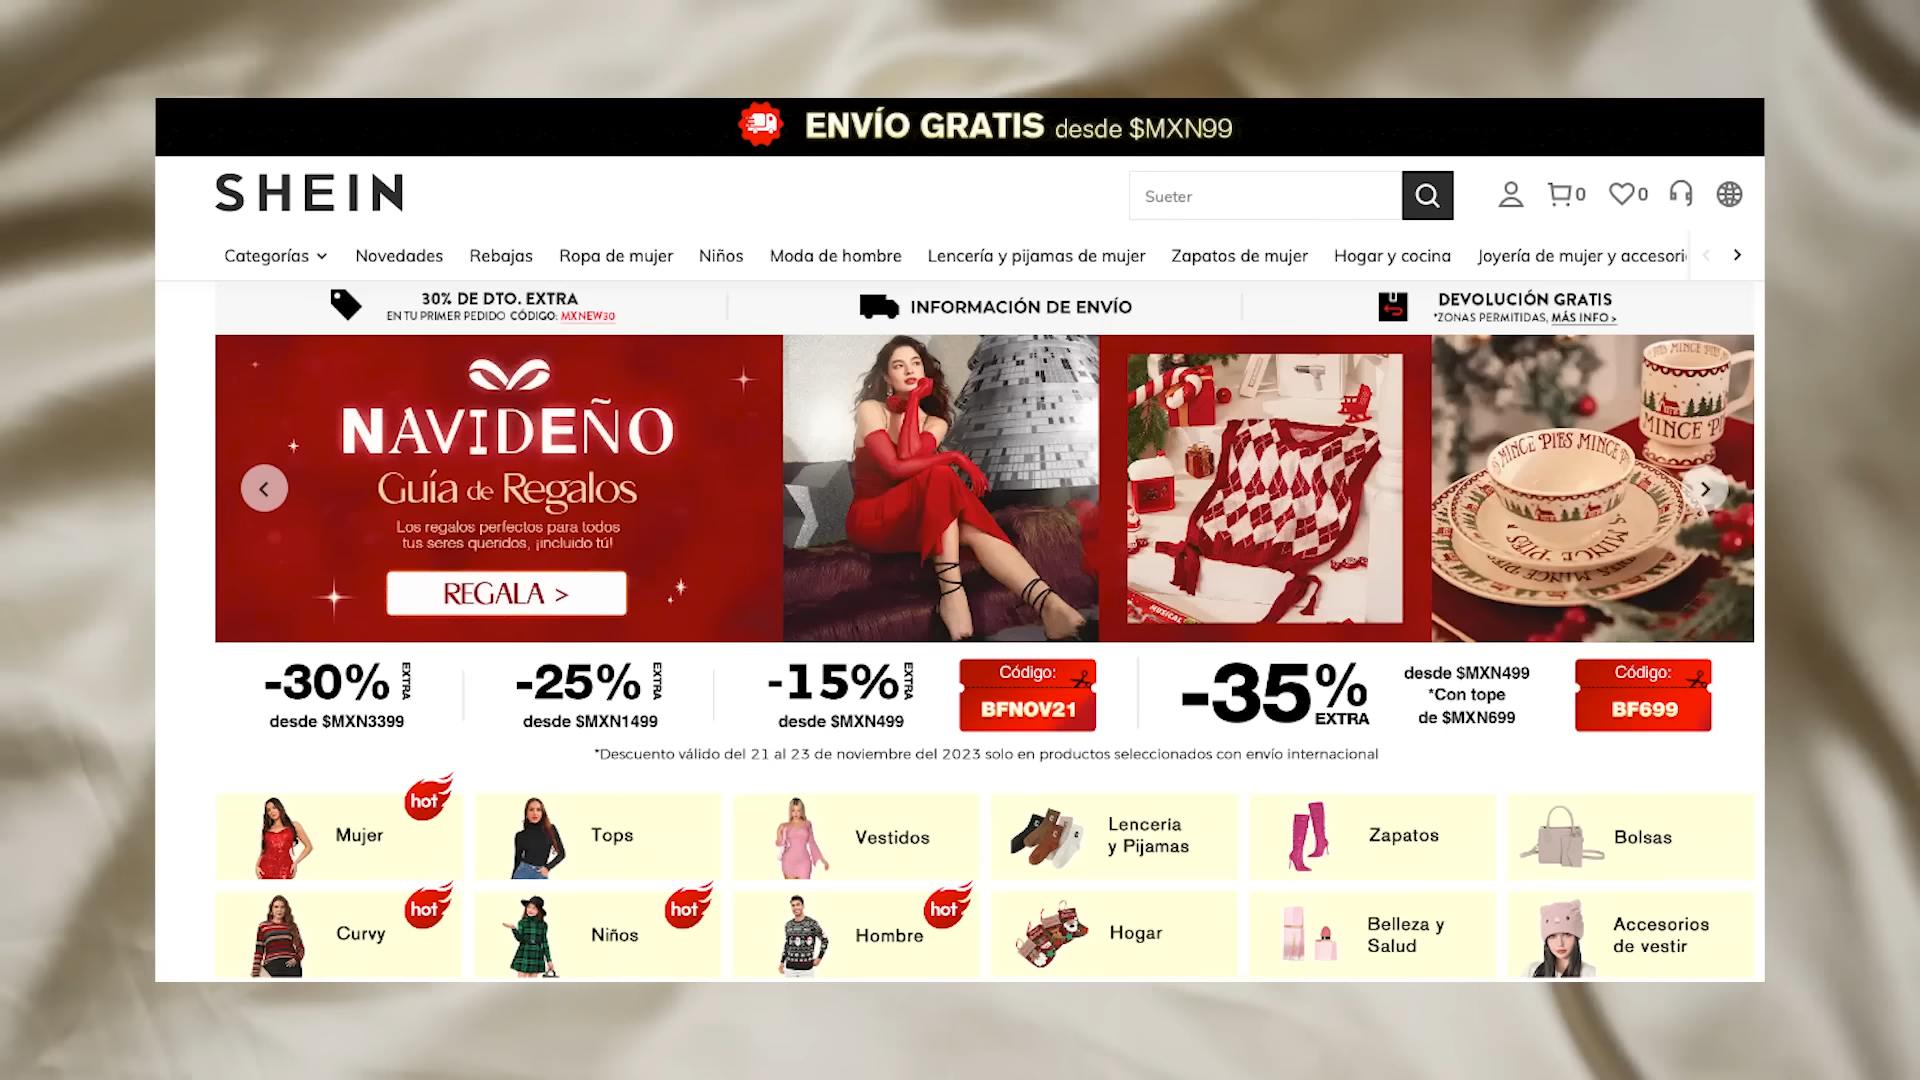 ENVÍO GRATIS desde $MXN99
SHEIN
Sueter
0
0
Categorías
Novedades
Rebajas
Ropa de mujer
Niños
Moda de hombre
Lencería y pijamas de mujer
Zapatos de mujer
Hogar y cocina
Joyería de mujer y accesori
30% DE DTO. EXTRA
EN TU PRIMER PEDIDO CÓDIGO: MXNEW30
INFORMACIÓN DE ENVÍO
DEVOLUCIÓN GRATIS
*ZONAS PERMITIDAS, MÁS INFO >
NAVIDEÑO
Guía de Regalos
Los regalos perfectos para todos
tus seres queridos, ¡incluido tú!
REGALA >
MUSICAL
MINCE PIES MINCE
MINCE PIES
MINCE
MINCE P
-30% EXTRA
desde $MXN3399
-25% EXTRA
desde $MXN1499
-15% EXTRA
desde $MXN499
Código:
BFNOV21
-35% EXTRA
desde $MXN499
*Con tope
de $MXN699
Código:
BF699
*Descuento válido del 21 al 23 de noviembre del 2023 solo en productos seleccionados con envío internacional
Mujer
hot
Tops
Vestidos
Lencería
y Pijamas
Zapatos
Bolsas
Curvy
hot
Niños
hot
Hombre
hot
Hogar
Belleza y
Salud
Accesorios
de vestir